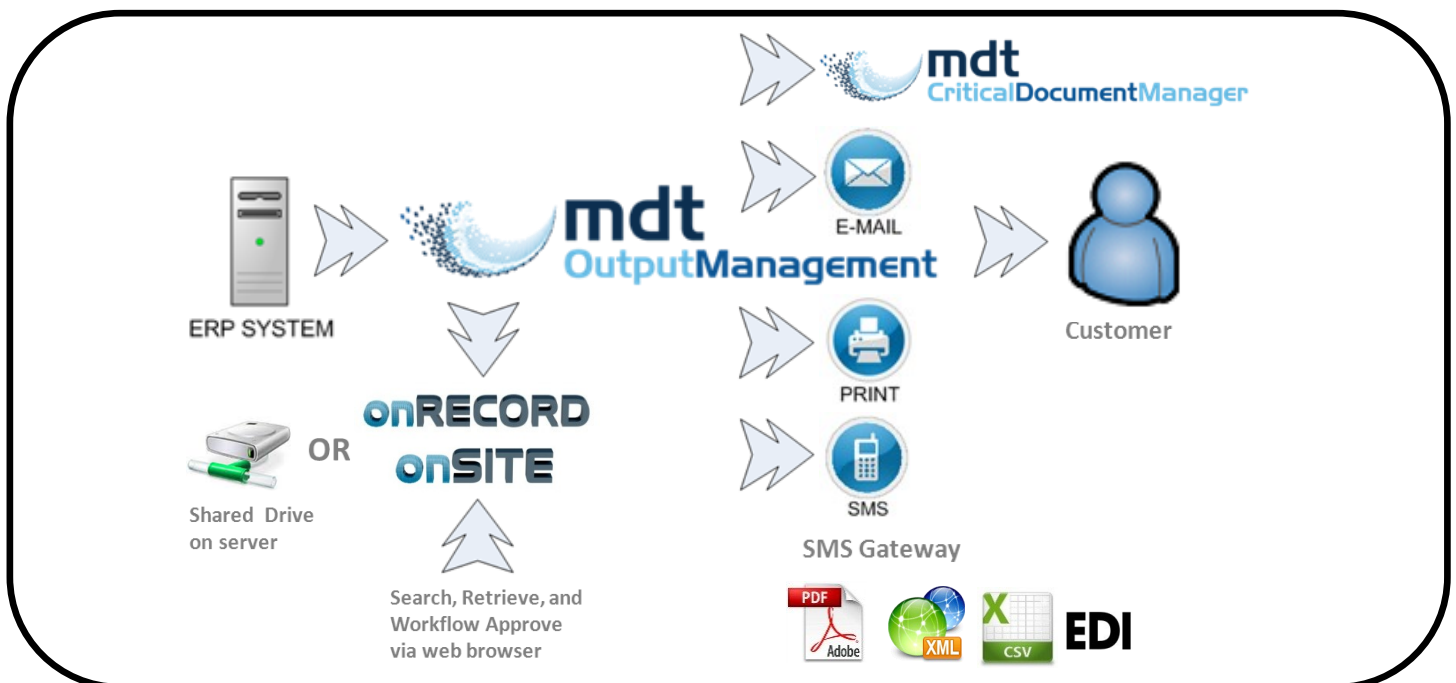 mdt
CriticalDocumentManager
E-MAIL
mdt
OutputManagement
ERP SYSTEM
Customer
PRINT
onRECORD
onSITE
OR
Shared Drive
on server
SMS
SMS Gateway
Search, Retrieve, and
Workflow Approve
via web browser
PDF
Adobe
XML
X
CSV
EDI